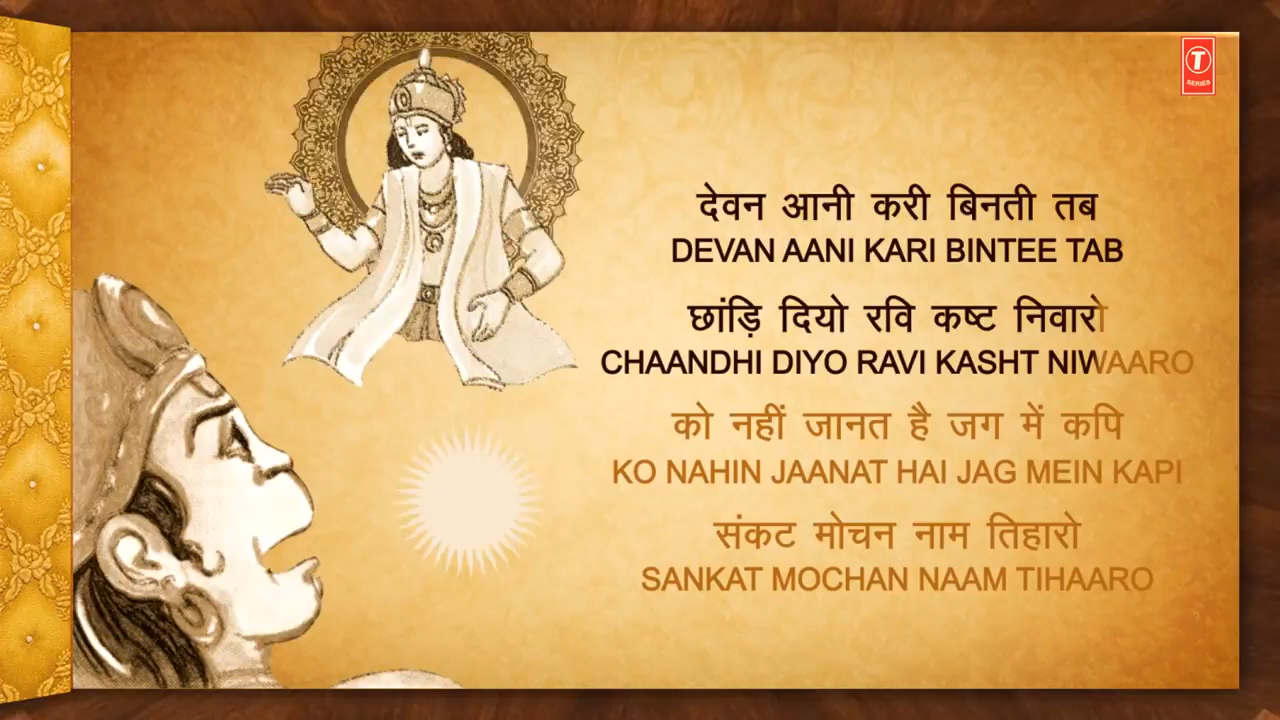 T
SERIES
देवन आनी करी बिनती तब
DEVAN AANI KARI BINTEE TAB
छांड़ि दियो रवि कष्ट निवारो
CHAANDHI DIYO RAVI KASHT NIWAARO
को नहीं जानत है जग में कपि
KO NAHIN JAANAT HAI JAG MEIN KAPI
संकट मोचन नाम तिहारो
SANKAT MOCHAN NAAM TIHAARO